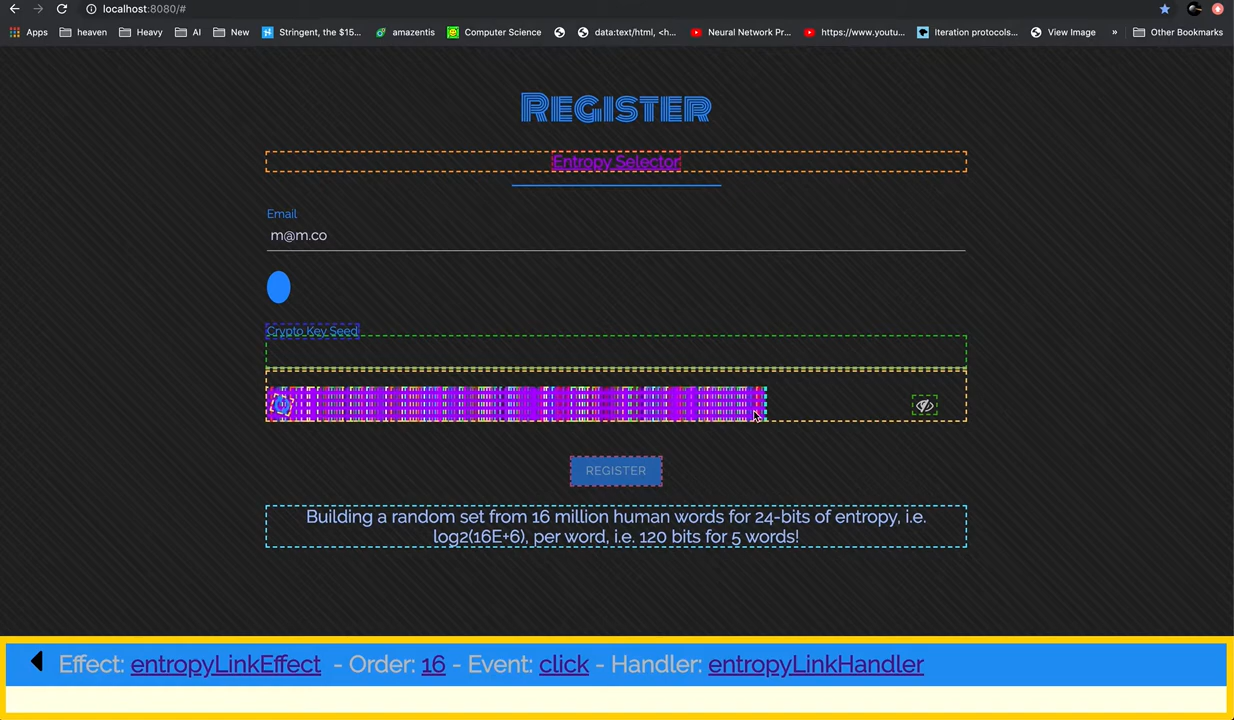 localhost:8080/#
Apps heaven Heavy AI New Stringent, the $15... amazentis Computer Science data:text/html, <h... Neural Network Pr... https://www.youtu... Iteration protocols... View Image » Other Bookmarks
REGISTER
Entropy Selector
Email
m@m.co
Crypto Key Seed
REGISTER
Building a random set from 16 million human words for 24-bits of entropy, i.e.
log2(16E+6), per word, i.e. 120 bits for 5 words!
Effect: entropyLinkEffect - Order: 16 - Event: click - Handler: entropyLinkHandler